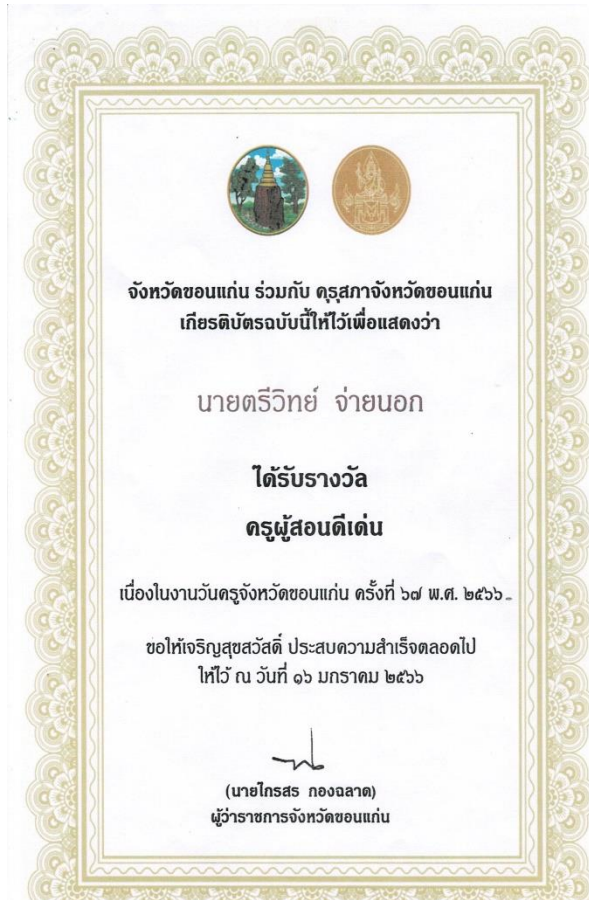 จังหวัดขอนแก่น ร่วมกับ คุรุสภาจังหวัดขอนแก่น
เกียรติบัตรฉบับนี้ให้ไว้เพื่อแสดงว่า
นายตรีวิทย์ จ่ายนอก
ได้รับรางวัล
ครูผู้สอนดีเด่น
เนื่องในงานวันครูจังหวัดขอนแก่น ครั้งที่ ๖๗ พ.ศ. ๒๕๖๖
ขอให้เจริญสุขสวัสดิ์ ประสบความสำเร็จตลอดไป
ให้ไว้ ณ วันที่ ๑๖ มกราคม ๒๕๖๖
(นายไกรสร กองฉลาด)
ผู้ว่าราชการจังหวัดขอนแก่น